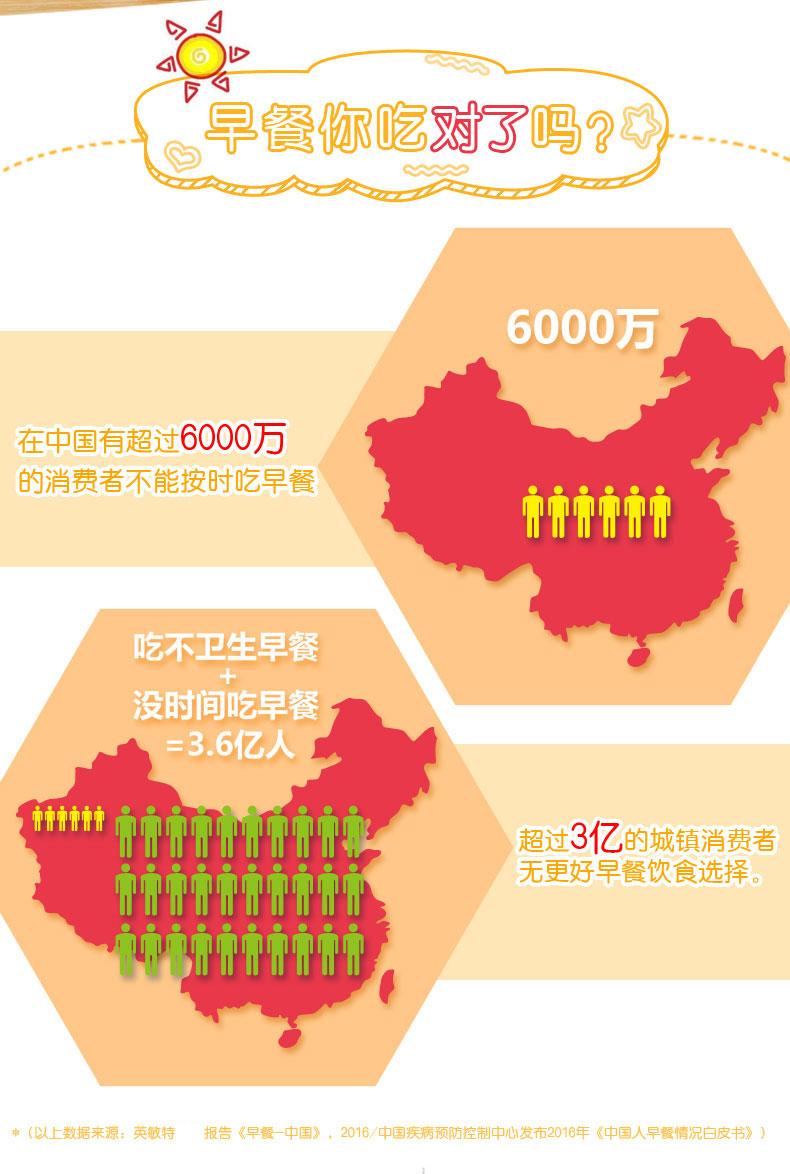 早餐你吃对了吗?
6000万
在中国有超过6000万
的消费者不能按时吃早餐
吃不卫生早餐
+
没时间吃早餐
=3.6亿人
超过3亿的城镇消费者
无更好早餐饮食选择。
*(以上数据来源:英敏特 报告《早餐-中国》,2016/中国疾病预防控制中心发布2016年《中国人早餐情况白皮书》)